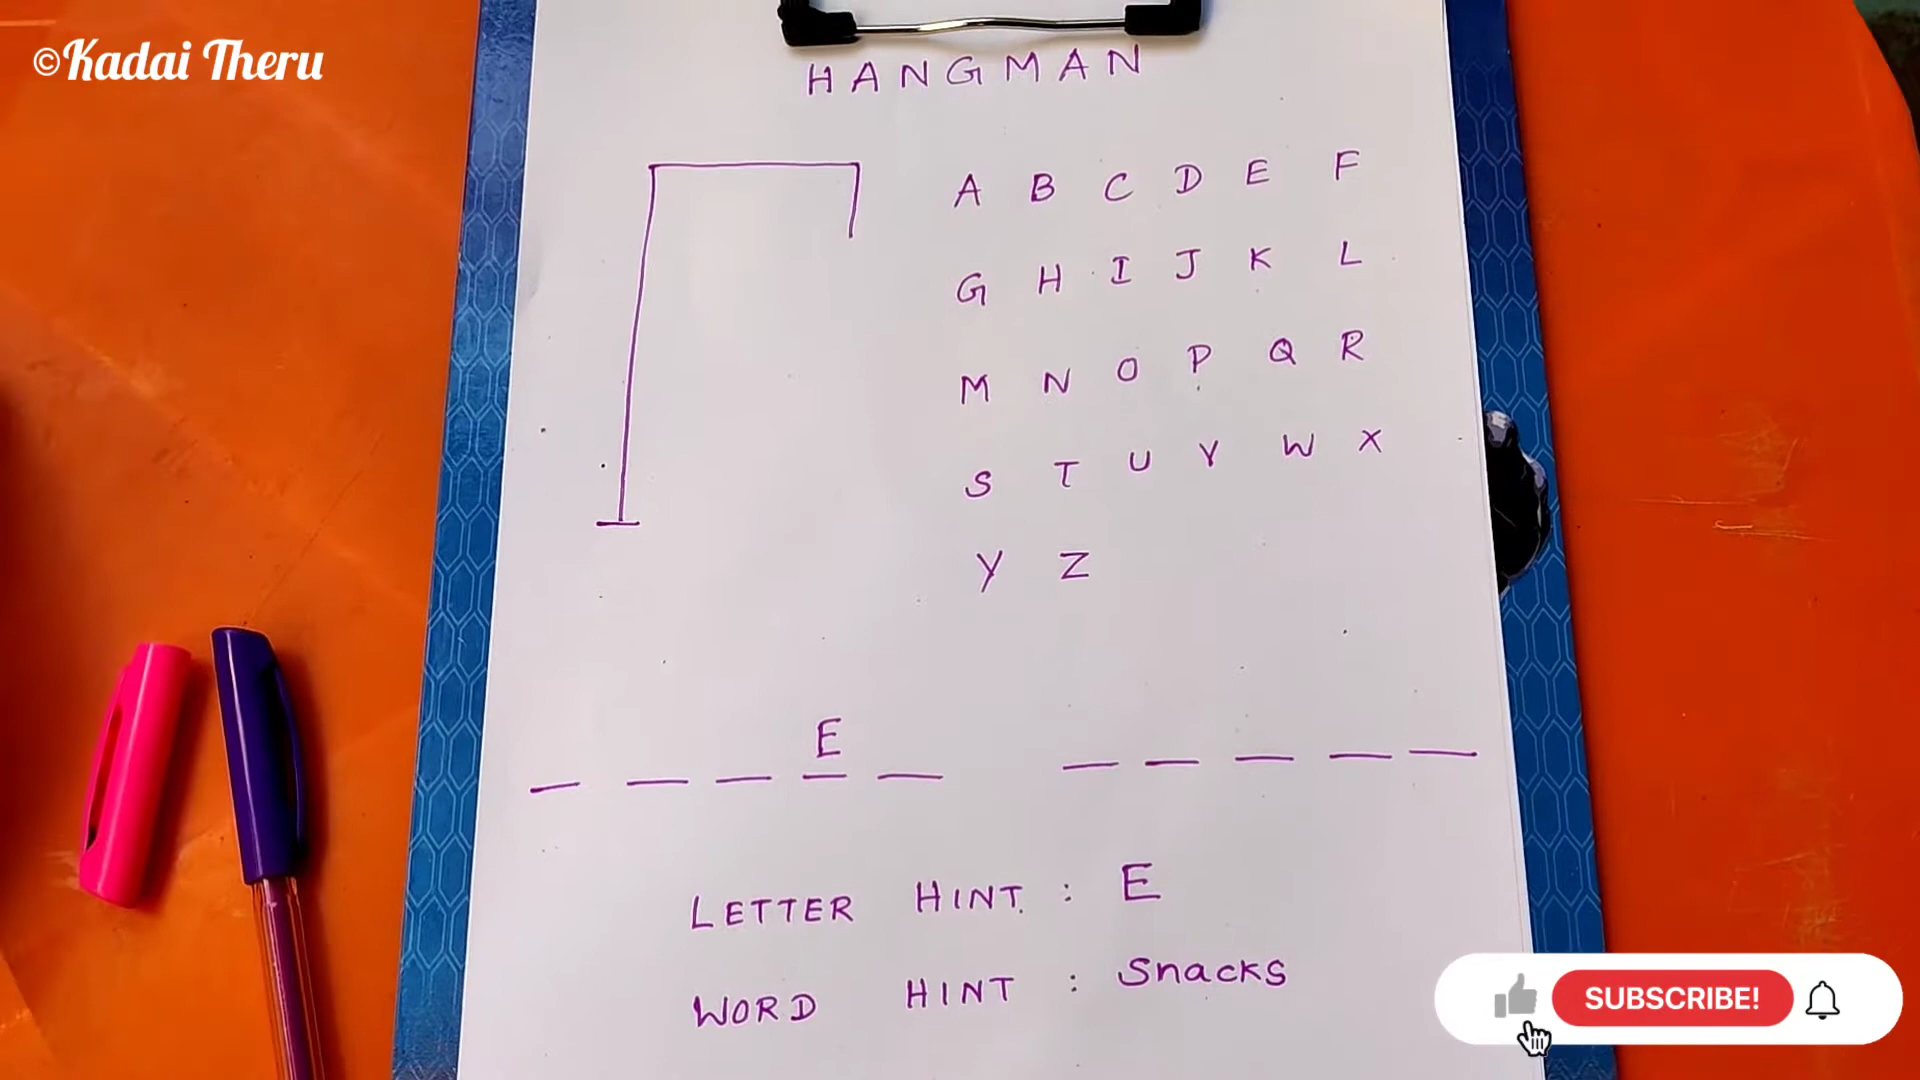 ©Kadai Theru
HANGMAN
A B C D E F
G H I J K L
M N O P Q R
S T U V W X
Y Z
E
LETTER HINT : E
WORD HINT : Snacks
SUBSCRIBE!